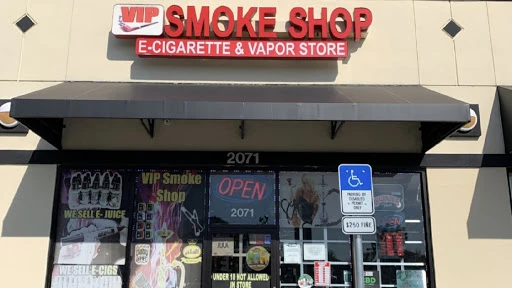 VIP
SMOKE SHOP
E-CIGARETTE & VAPOR STORE
2071
VIP Smoke
Shop
OPEN
2071
WE SELL E-JUICE
WE SELL E-CIGS
PARKING BY
DISABLED
PERMIT
ONLY
$250 FINE
UNDER 18 NOT ALLOWED
IN STORE